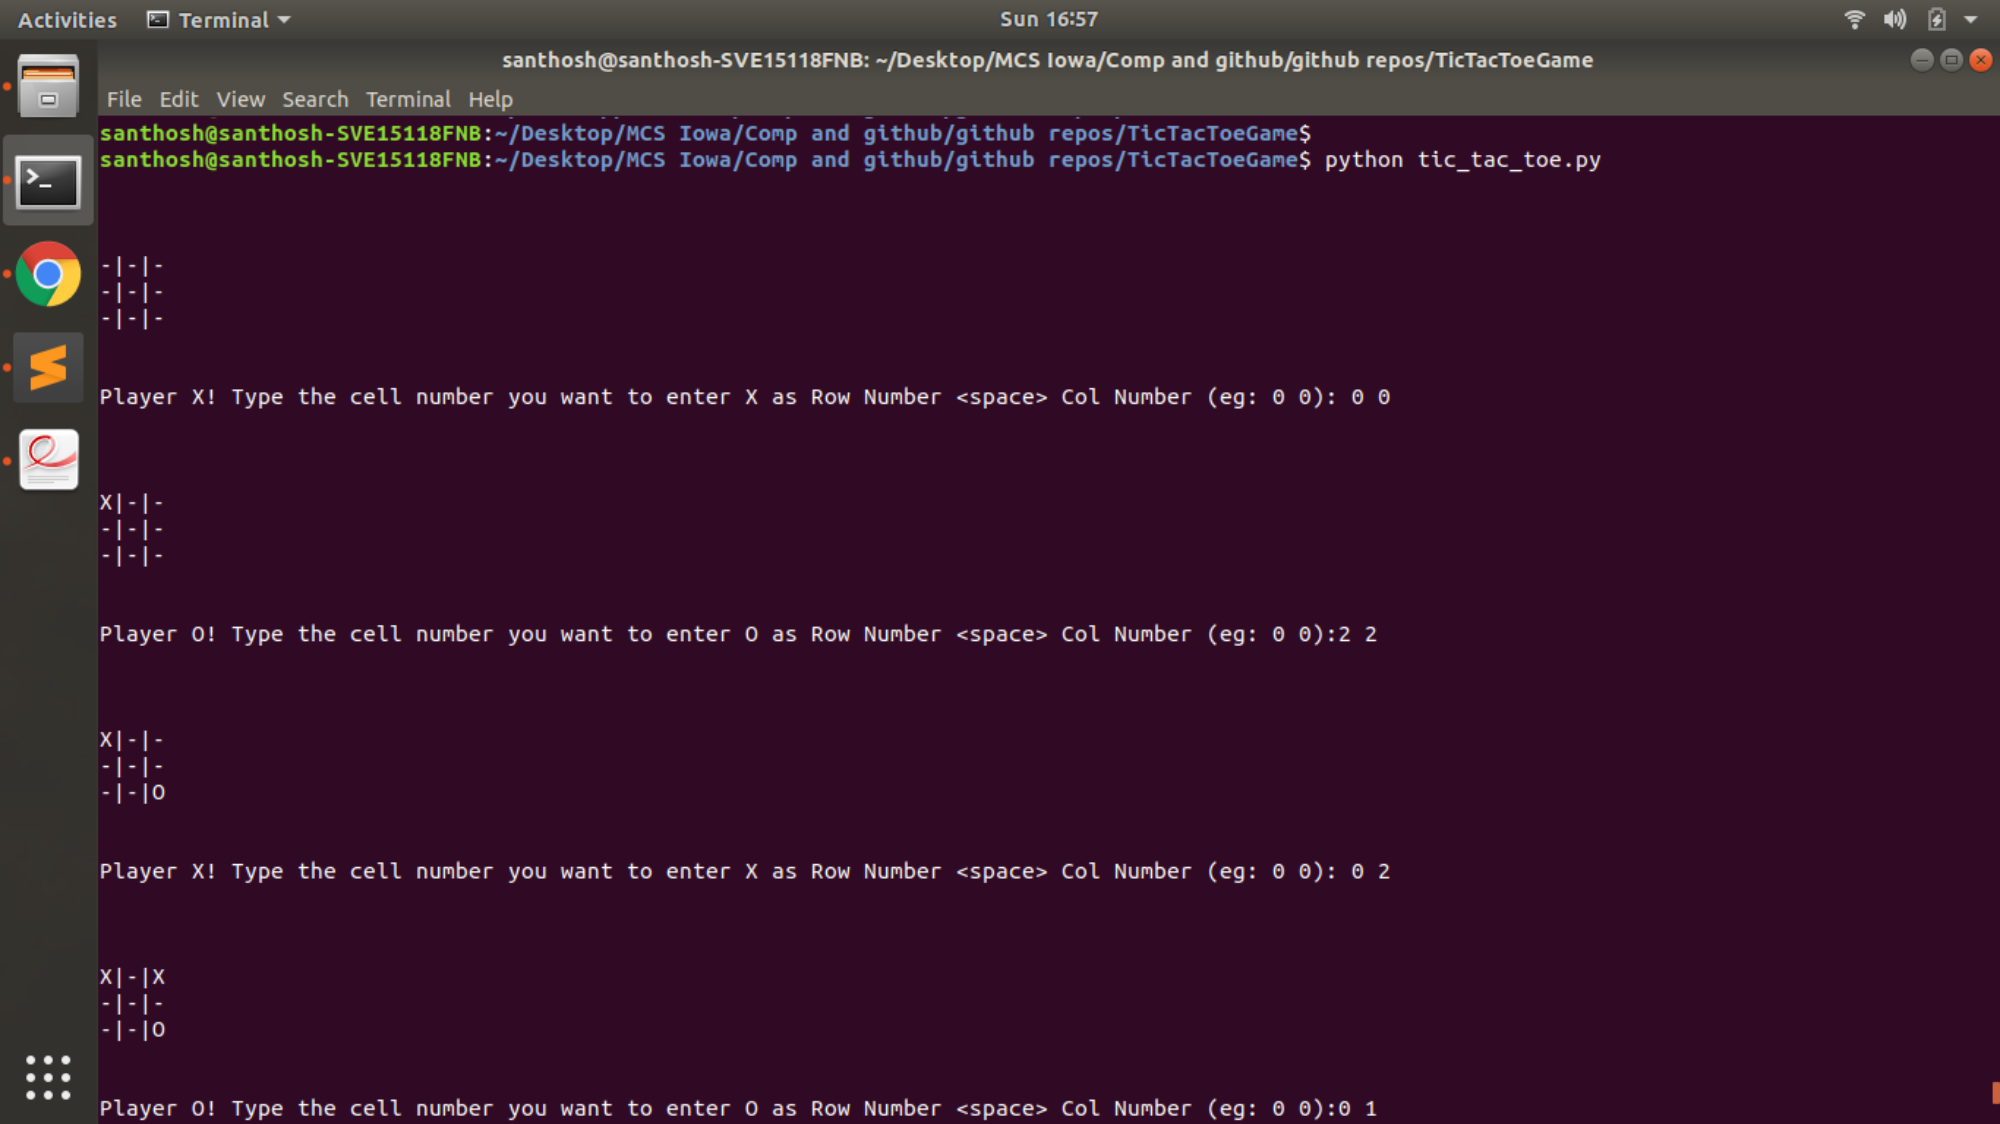 Activities Terminal Sun 16:57
santhosh@santhosh-SVE15118FNB: ~/Desktop/MCS Iowa/Comp and github/github repos/TicTacToeGame
File Edit View Search Terminal Help
santhosh@santhosh-SVE15118FNB:~/Desktop/MCS Iowa/Comp and github/github repos/TicTacToeGame$
santhosh@santhosh-SVE15118FNB:~/Desktop/MCS Iowa/Comp and github/github repos/TicTacToeGame$ python tic_tac_toe.py
-|-|-
-|-|-
-|-|-
Player X! Type the cell number you want to enter X as Row Number <space> Col Number (eg: 0 0): 0 0
X|-|-
-|-|-
-|-|-
Player O! Type the cell number you want to enter O as Row Number <space> Col Number (eg: 0 0):2 2
X|-|-
-|-|-
-|-|O
Player X! Type the cell number you want to enter X as Row Number <space> Col Number (eg: 0 0): 0 2
X|-|X
-|-|-
-|-|O
Player O! Type the cell number you want to enter O as Row Number <space> Col Number (eg: 0 0):0 1